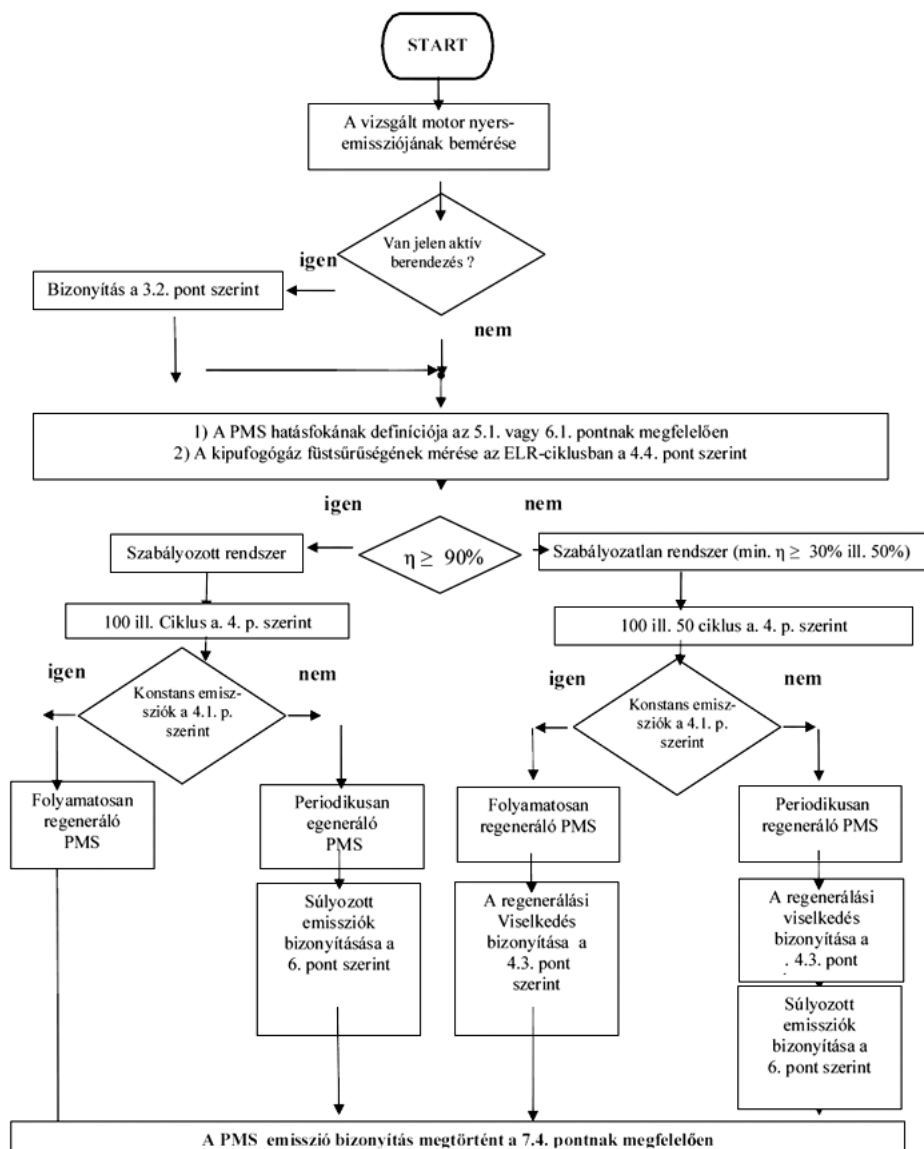 START
A vizsgált motor nyers-
emissziójának bemérése
Van jelen aktív
berendezés ?
igen
Bizonyítás a 3.2. pont szerint
nem
1) A PMS hatásfokának definíciója az 5.1. vagy 6.1. pontnak megfelelően
2) A kipufogógáz füstsűrűségének mérése az ELR-ciklusban a 4.4. pont szerint
igen
nem
Szabályozott rendszer
η ≥ 90%
Szabályozatlan rendszer (min. η ≥ 30% ill. 50%)
100 ill. Ciklus a. 4. p. szerint
100 ill. 50 ciklus a. 4. p. szerint
igen
nem
Konstans emisz-
sziók a 4.1. p.
szerint
igen
nem
Konstans emisz-
sziók a 4.1. p.
szerint
Folyamatosan
regeneráló
PMS
Periodikusan
egeneráló
PMS
Folyamatosan
regeneráló PMS
Periodikusan
regeneráló PMS
Súlyozott
emissziók
bizonyításása a
6. pont szerint
A regenerálási
Viselkedés
bizonyítása a
4.3. pont
szerint
A regenerálási
viselkedés
bizonyítása a
. 4.3. pont
Súlyozott
emissziók
bizonyítása a
6. pont szerint
A PMS emisszió bizonyítás megtörtént a 7.4. pontnak megfelelően